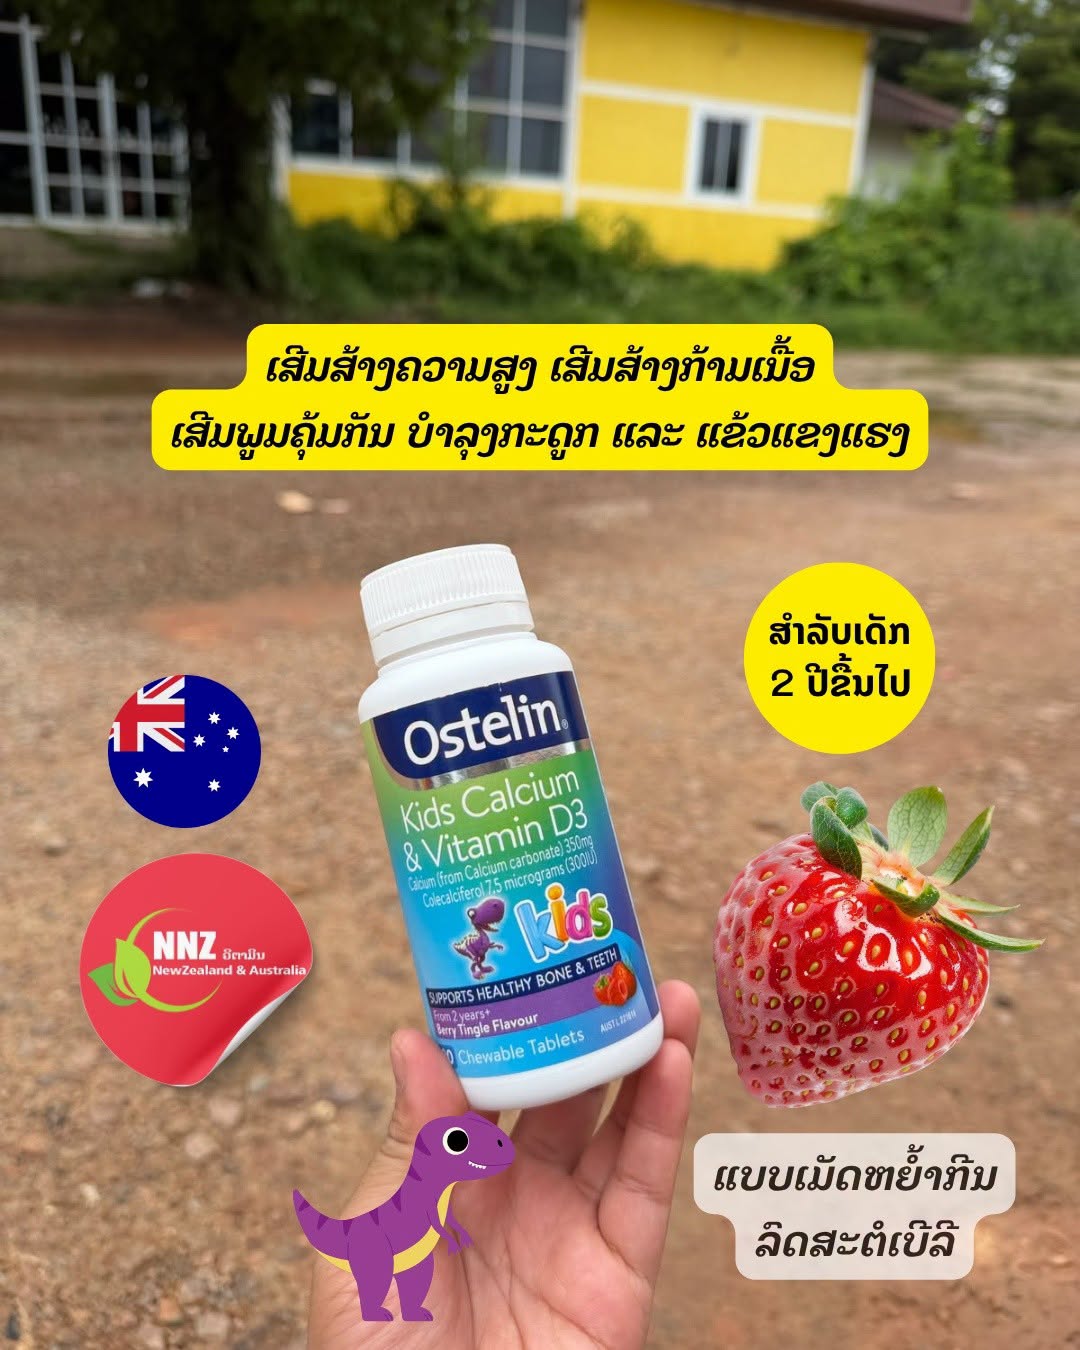 ເສີມສ້າງຄວາມສູງ ເສີມສ້າງກ້າມເນື້ອ
ເສີມພູມຄຸ້ມກັນ ບຳລຸງກະດູກ ແລະ ແຂ້ວແຂງແຮງ
ສຳລັບເດັກ
2 ປີຂຶ້ນໄປ
Ostelin®
Kids Calcium
& Vitamin D3
Calcium (from Calcium carbonate) 350mg
Colecalciferol 7.5 micrograms (300IU)
kids
SUPPORTS HEALTHY BONE & TEETH
From 2 years+
Berry Tingle Flavour
Chewable Tablets
NNZ ວິຕາມິນ
NewZealand & Australia
ແບບເມັດຫຍ້ຳກິນ
ລົດສະຕໍເບີລີ